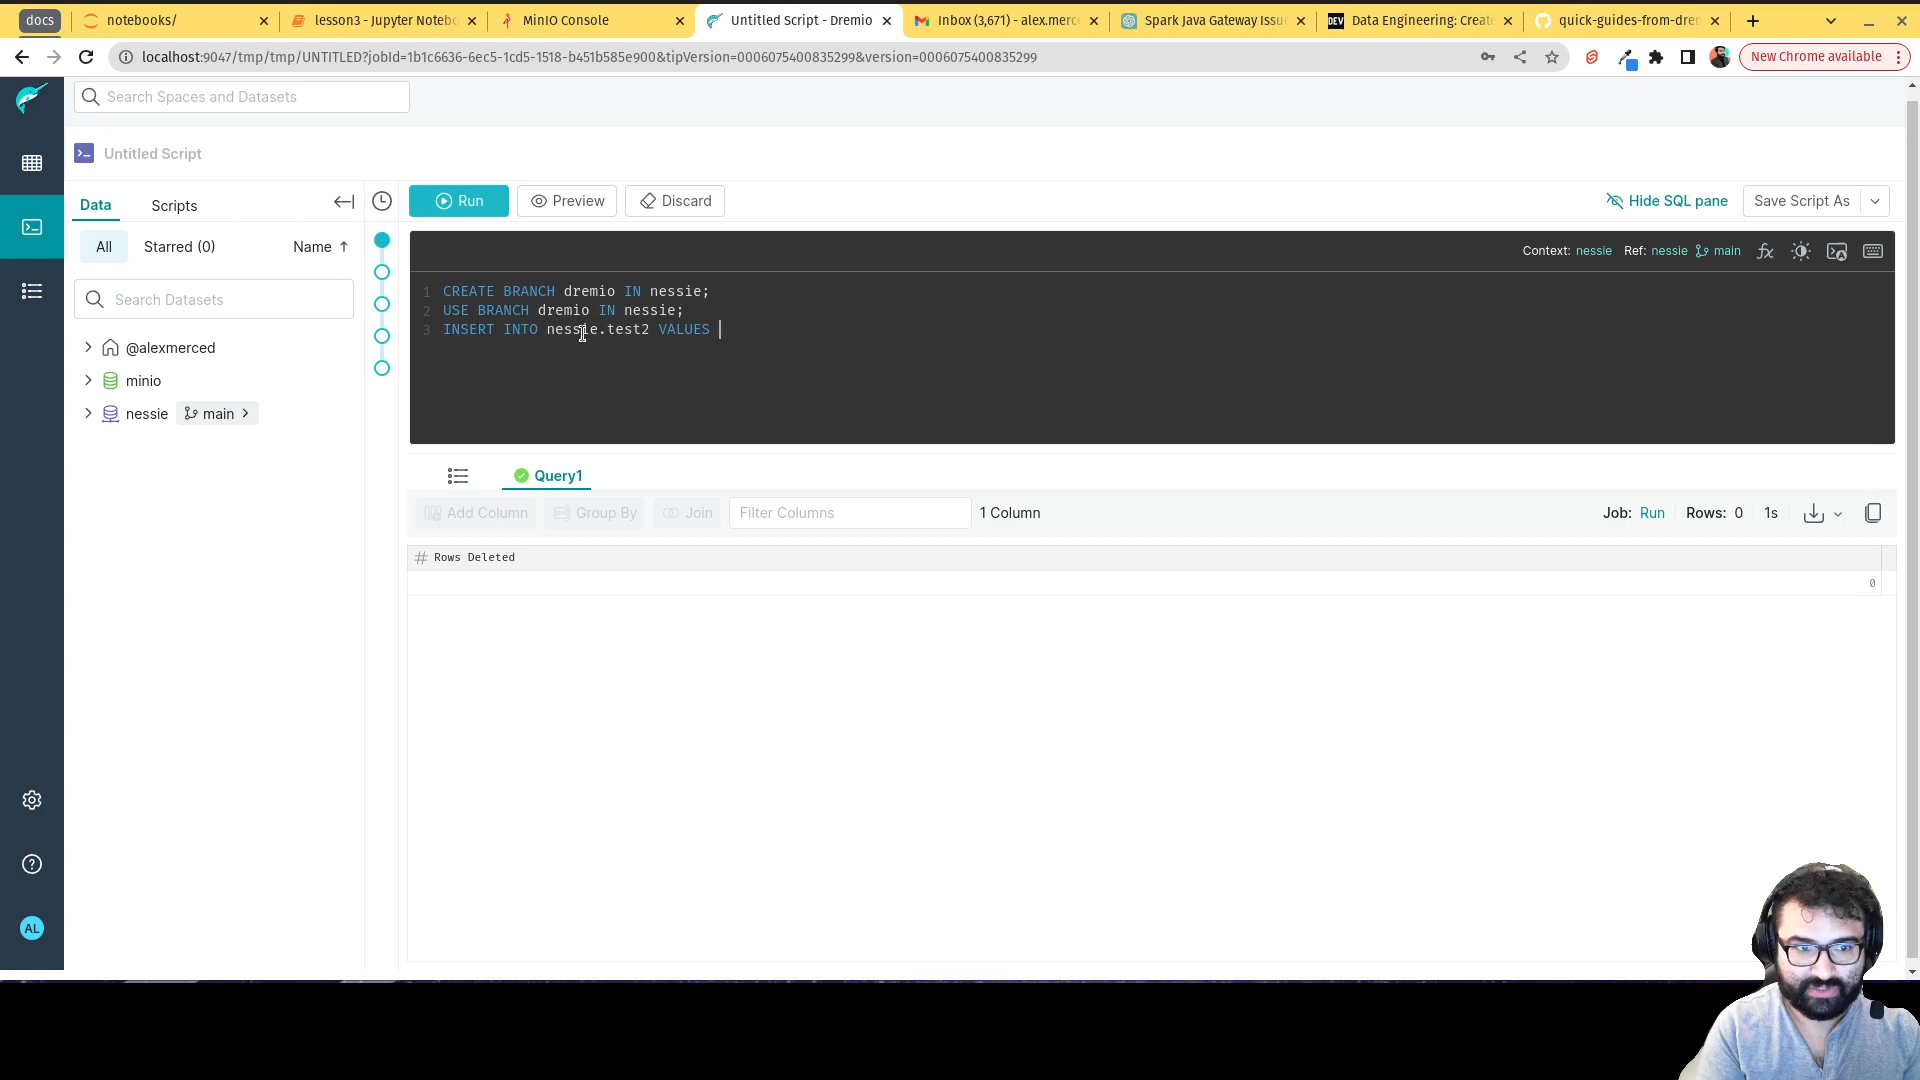 docs
notebooks/
lesson3 - Jupyter Notebo
MinIO Console
Untitled Script - Dremio
Inbox (3,671) - alex.merc
Spark Java Gateway Issu
DEV
Data Engineering: Create
quick-guides-from-dren
localhost:9047/tmp/tmp/UNTITLED?jobId=1b1c6636-6ec5-1cd5-1518-b451b585e900&tipVersion=0006075400835299&version=0006075400835299
New Chrome available
Search Spaces and Datasets
Untitled Script
Data
Scripts
Run
Preview
Discard
Hide SQL pane
Save Script As
All
Starred (0)
Name
Context: nessie
Ref: nessie
main
Search Datasets
1 CREATE BRANCH dremio IN nessie;
2 USE BRANCH dremio IN nessie;
3 INSERT INTO nessie.test2 VALUES
@alexmerced
minio
nessie
main
Query1
Add Column
Group By
Join
Filter Columns
1 Column
Job: Run
Rows: 0
1s
# Rows Deleted
0
AL